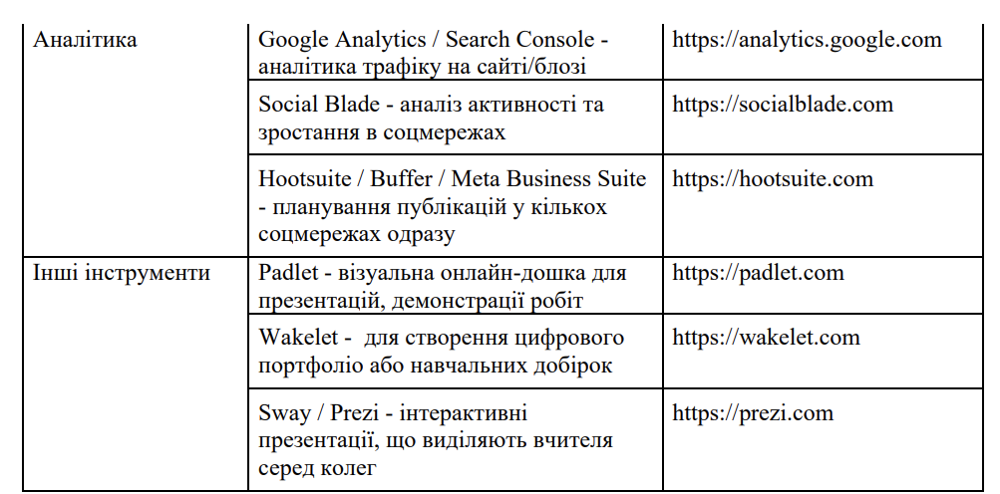 Аналітика
Google Analytics / Search Console -
аналітика трафіку на сайті/блозі
https://analytics.google.com
Social Blade - аналіз активності та
зростання в соцмережах
https://socialblade.com
Hootsuite / Buffer / Meta Business Suite
- планування публікацій у кількох
соцмережах одразу
https://hootsuite.com
Інші інструменти
Padlet - візуальна онлайн-дошка для
презентацій, демонстрації робіт
https://padlet.com
Wakelet -  для створення цифрового
портфоліо або навчальних добірок
https://wakelet.com
Sway / Prezi - інтерактивні
презентації, що виділяють вчителя
серед колег
https://prezi.com